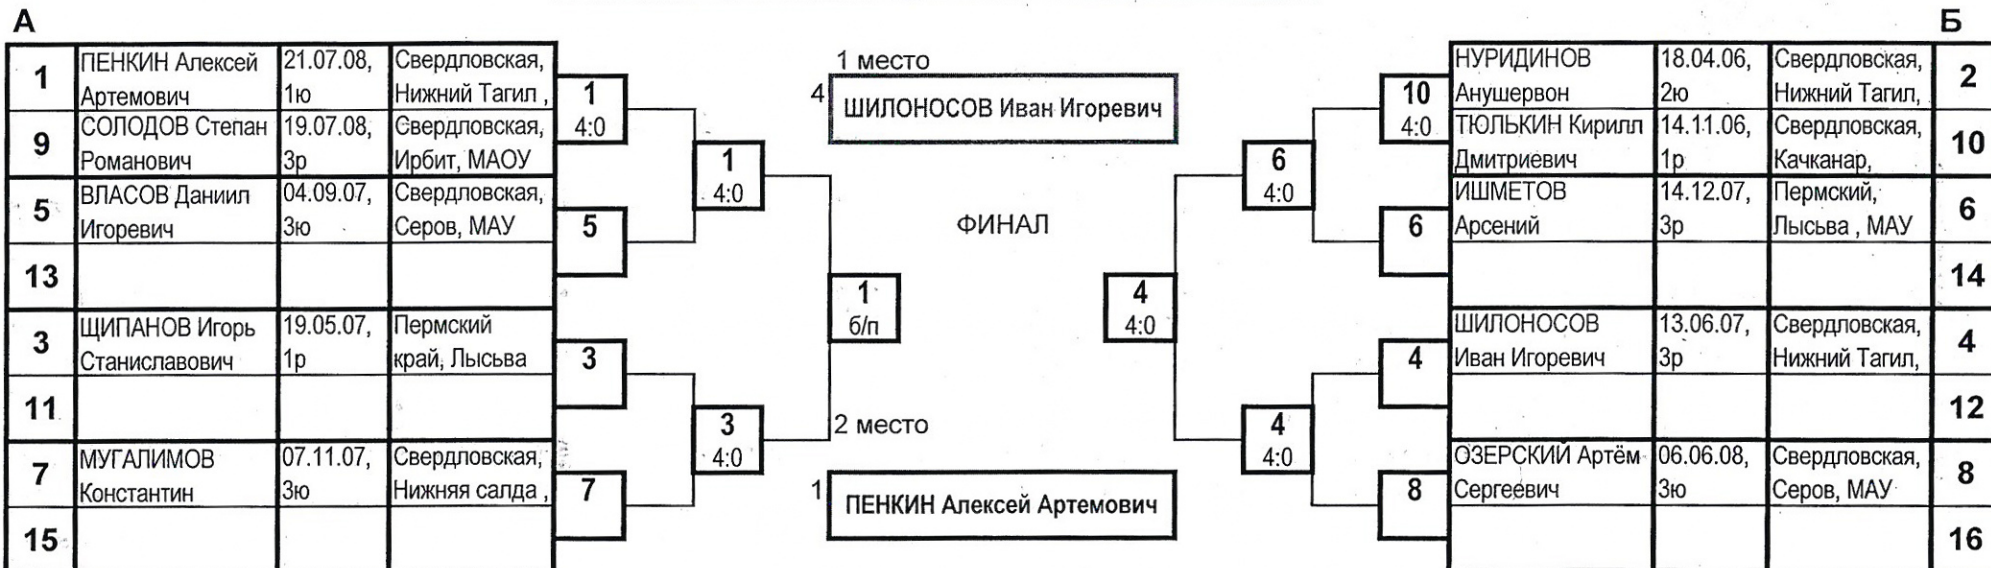 А
Б
1 ПЕНКИН Алексей Артемович 21.07.08, 1ю Свердловская, Нижний Тагил ,
9 СОЛОДОВ Степан Романович 19.07.08, 3р Свердловская, Ирбит, МАОУ
5 ВЛАСОВ Даниил Игоревич 04.09.07, 3ю Свердловская, Серов, МАУ
13
3 ЩИПАНОВ Игорь Станиславович 19.05.07, 1р Пермский край, Лысьва
11
7 МУГАЛИМОВ Константин 07.11.07, 3ю Свердловская, Нижняя салда ,
15
1
4:0
5
3
7
1
4:0
3
4:0
1
б/п
1 место
4 ШИЛОНОСОВ Иван Игоревич
ФИНАЛ
2 место
1 ПЕНКИН Алексей Артемович
4
4:0
6
4:0
4
4:0
10
4:0
6
4
8
НУРИДИНОВ Анушервон 18.04.06, 2ю Свердловская, Нижний Тагил, 2
ТЮЛЬКИН Кирилл Дмитриевич 14.11.06, 1р Свердловская, Качканар, 10
ИШМЕТОВ Арсений 14.12.07, 3р Пермский, Лысьва , МАУ 6
14
ШИЛОНОСОВ Иван Игоревич 13.06.07, 3р Свердловская, Нижний Тагил, 4
12
ОЗЕРСКИЙ Артём Сергеевич 06.06.08, 3ю Свердловская, Серов, МАУ 8
16